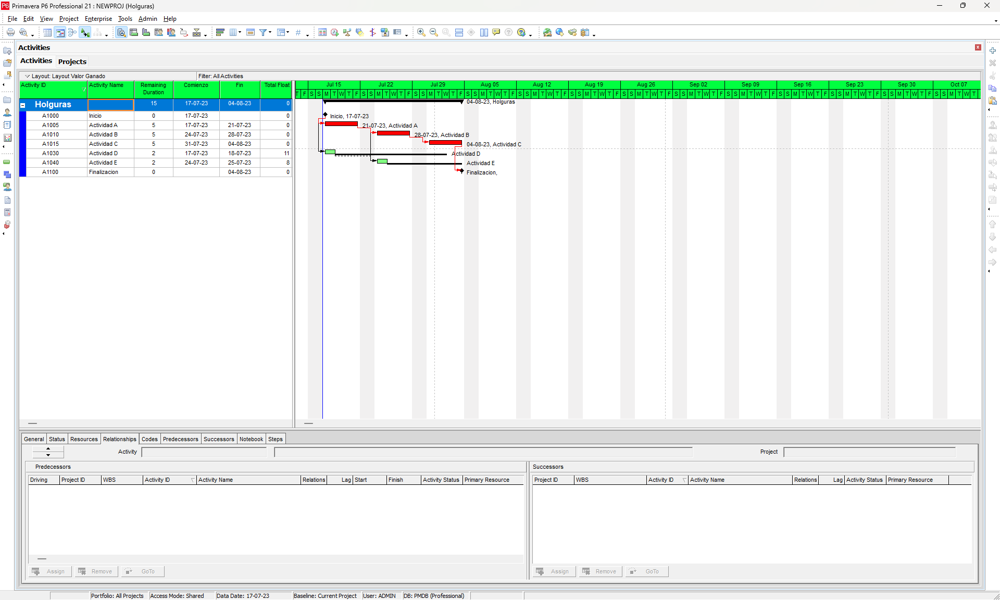 P6 Primavera P6 Professional 21 : NEWPROJ (Holguras)
File Edit View Project Enterprise Tools Admin Help
Activities
Activities Projects
Layout: Layout Valor Ganado Filter: All Activities
Activity ID Activity Name Remaining Duration Comienzo Fin Total Float
Jul 15 Jul 22 Jul 29 Aug 05 Aug 12 Aug 19 Aug 26 Sep 02 Sep 09 Sep 16 Sep 23 Sep 30 Oct 07
T F S S M T W T F S S M T W T F S S M T W T F S S M T W T F S S M T W T F S S M T W T F S S M T W T F S S M T W T F S S M T W T F S S M T W T F S S M T W T F S S M T W T F S S M T W T
Holguras 15 17-07-23 04-08-23 0
A1000 Inicio 0 17-07-23 0
A1005 Actividad A 5 17-07-23 21-07-23 0
A1010 Actividad B 5 24-07-23 28-07-23 0
A1015 Actividad C 5 31-07-23 04-08-23 0
A1030 Actividad D 2 17-07-23 18-07-23 11
A1040 Actividad E 2 24-07-23 25-07-23 8
A1100 Finalizacion 0 04-08-23 0
04-08-23, Holguras
Inicio, 17-07-23
21-07-23, Actividad A
28-07-23, Actividad B
04-08-23, Actividad C
Actividad D
Actividad E
Finalizacion,
General Status Resources Relationships Codes Predecessors Successors Notebook Steps
Activity Project
Predecessors
Driving Project ID WBS Activity ID Activity Name Relations Lag Start Finish Activity Status Primary Resource
Assign Remove GoTo
Successors
Project ID WBS Activity ID Activity Name Relations Lag Activity Status Primary Resource
Assign Remove GoTo
Portfolio: All Projects Access Mode: Shared Data Date: 17-07-23 Baseline: Current Project User: ADMIN DB: PMDB (Professional)